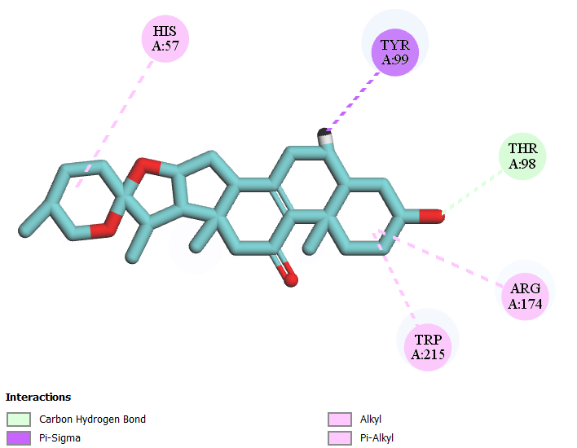 HIS
A:57
TYR
A:99
THR
A:98
ARG
A:174
TRP
A:215
Interactions
Carbon Hydrogen Bond
Pi-Sigma
Alkyl
Pi-Alkyl